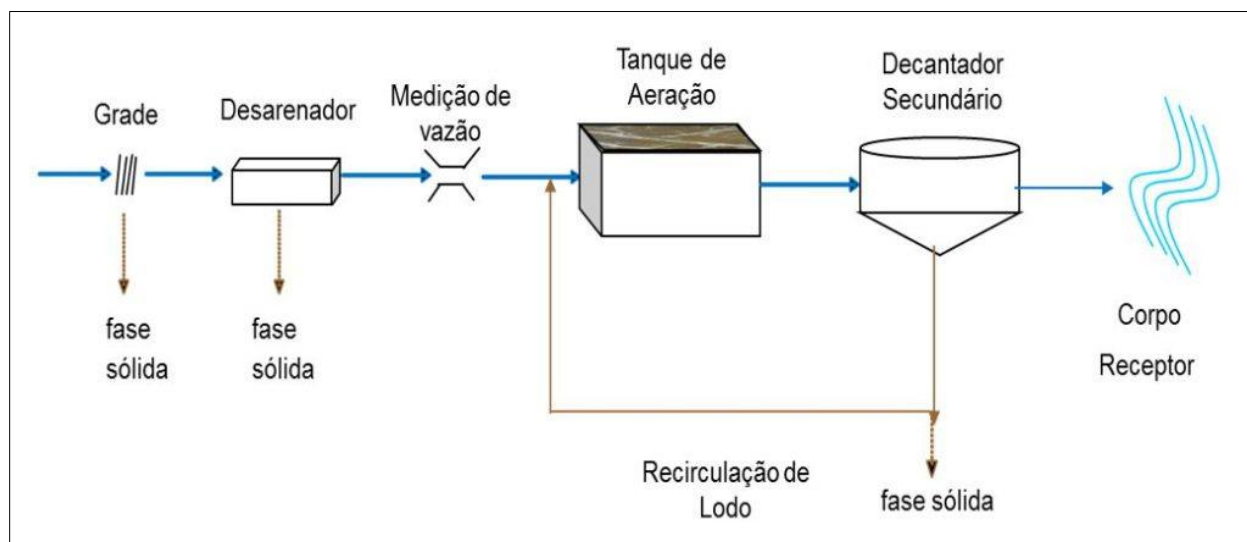 Grade
Desarenador
Medição de
vazão
Tanque de
Aeração
Decantador
Secundário
fase
sólida
fase
sólida
Corpo
Receptor
Recirculação de
Lodo
fase sólida